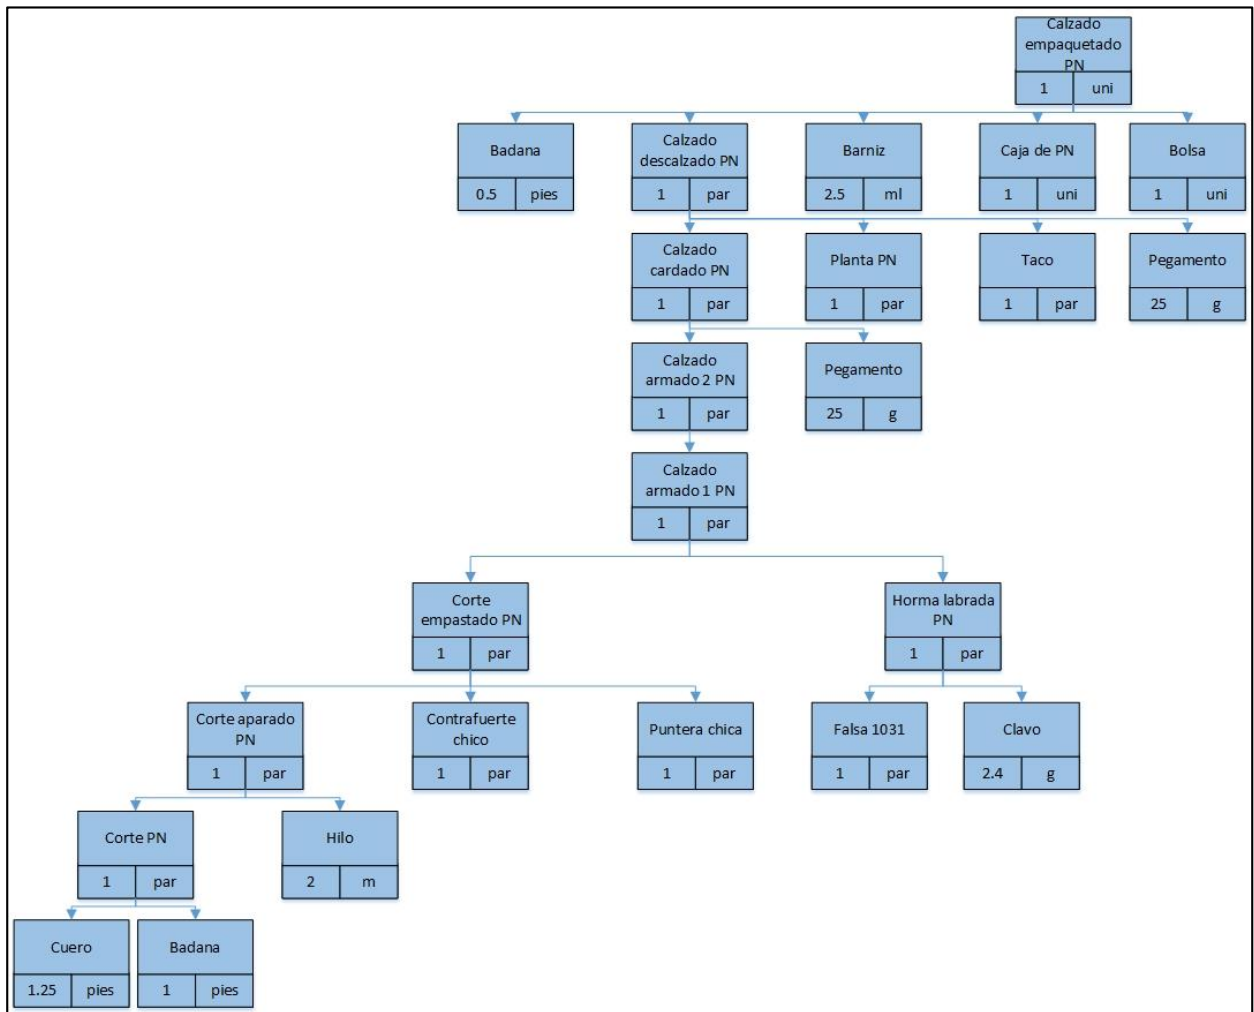 Calzado
empaquetado
PN
1 uni
Badana
0.5 pies
Calzado
descalzado PN
1 par
Barniz
2.5 ml
Caja de PN
1 uni
Bolsa
1 uni
Calzado
cardado PN
1 par
Planta PN
1 par
Taco
1 par
Pegamento
25 g
Calzado
armado 2 PN
1 par
Pegamento
25 g
Calzado
armado 1 PN
1 par
Corte
empastado PN
1 par
Horma labrada
PN
1 par
Corte aparado
PN
1 par
Contrafuerte
chico
1 par
Puntera chica
1 par
Falsa 1031
1 par
Clavo
2.4 g
Corte PN
1 par
Hilo
2 m
Cuero
1.25 pies
Badana
1 pies